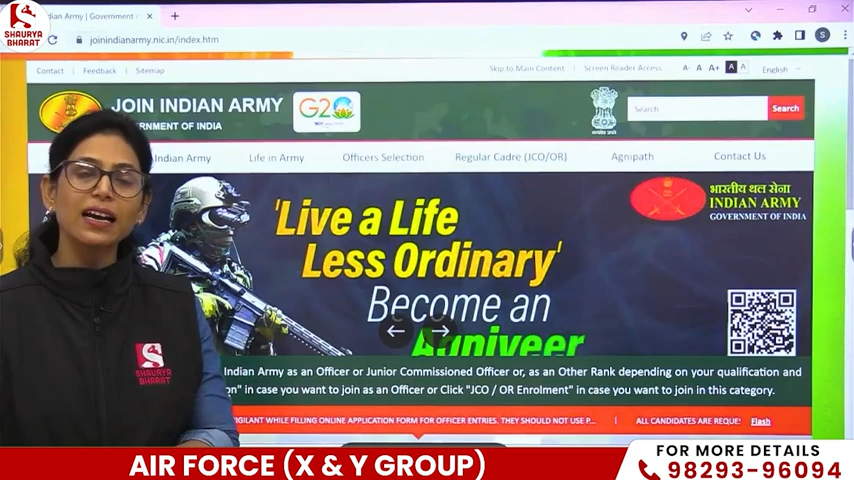 SHAURYA
BHARAT
dian Army | Government
joinindianarmy.nic.in/index.htm
S
Contact
Feedback
Sitemap
Skip to Main Content
Screen Reader Access
A- A A+ A A
English
JOIN INDIAN ARMY
ERNMENT OF INDIA
G20
Search
Search
Indian Army
Life in Army
Officers Selection
Regular Cadre (JCO/OR)
Agnipath
Contact Us
'Live a Life
Less Ordinary'
Become an
Agniveer
भारतीय थल सेना
INDIAN ARMY
GOVERNMENT OF INDIA
Indian Army as an Officer or Junior Commissioned Officer or, as an Other Rank depending on your qualification and
on" in case you want to join as an Officer or Click "JCO / OR Enrolment" in case you want to join in this category.
VIGILANT WHILE FILLING ONLINE APPLICATION FORM FOR OFFICER ENTRIES. THEY SHOULD NOT USE P... | ALL CANDIDATES ARE REQUE! Flash
SHAURYA
BHARAT
AIR FORCE (X & Y GROUP)
FOR MORE DETAILS
98293-96094